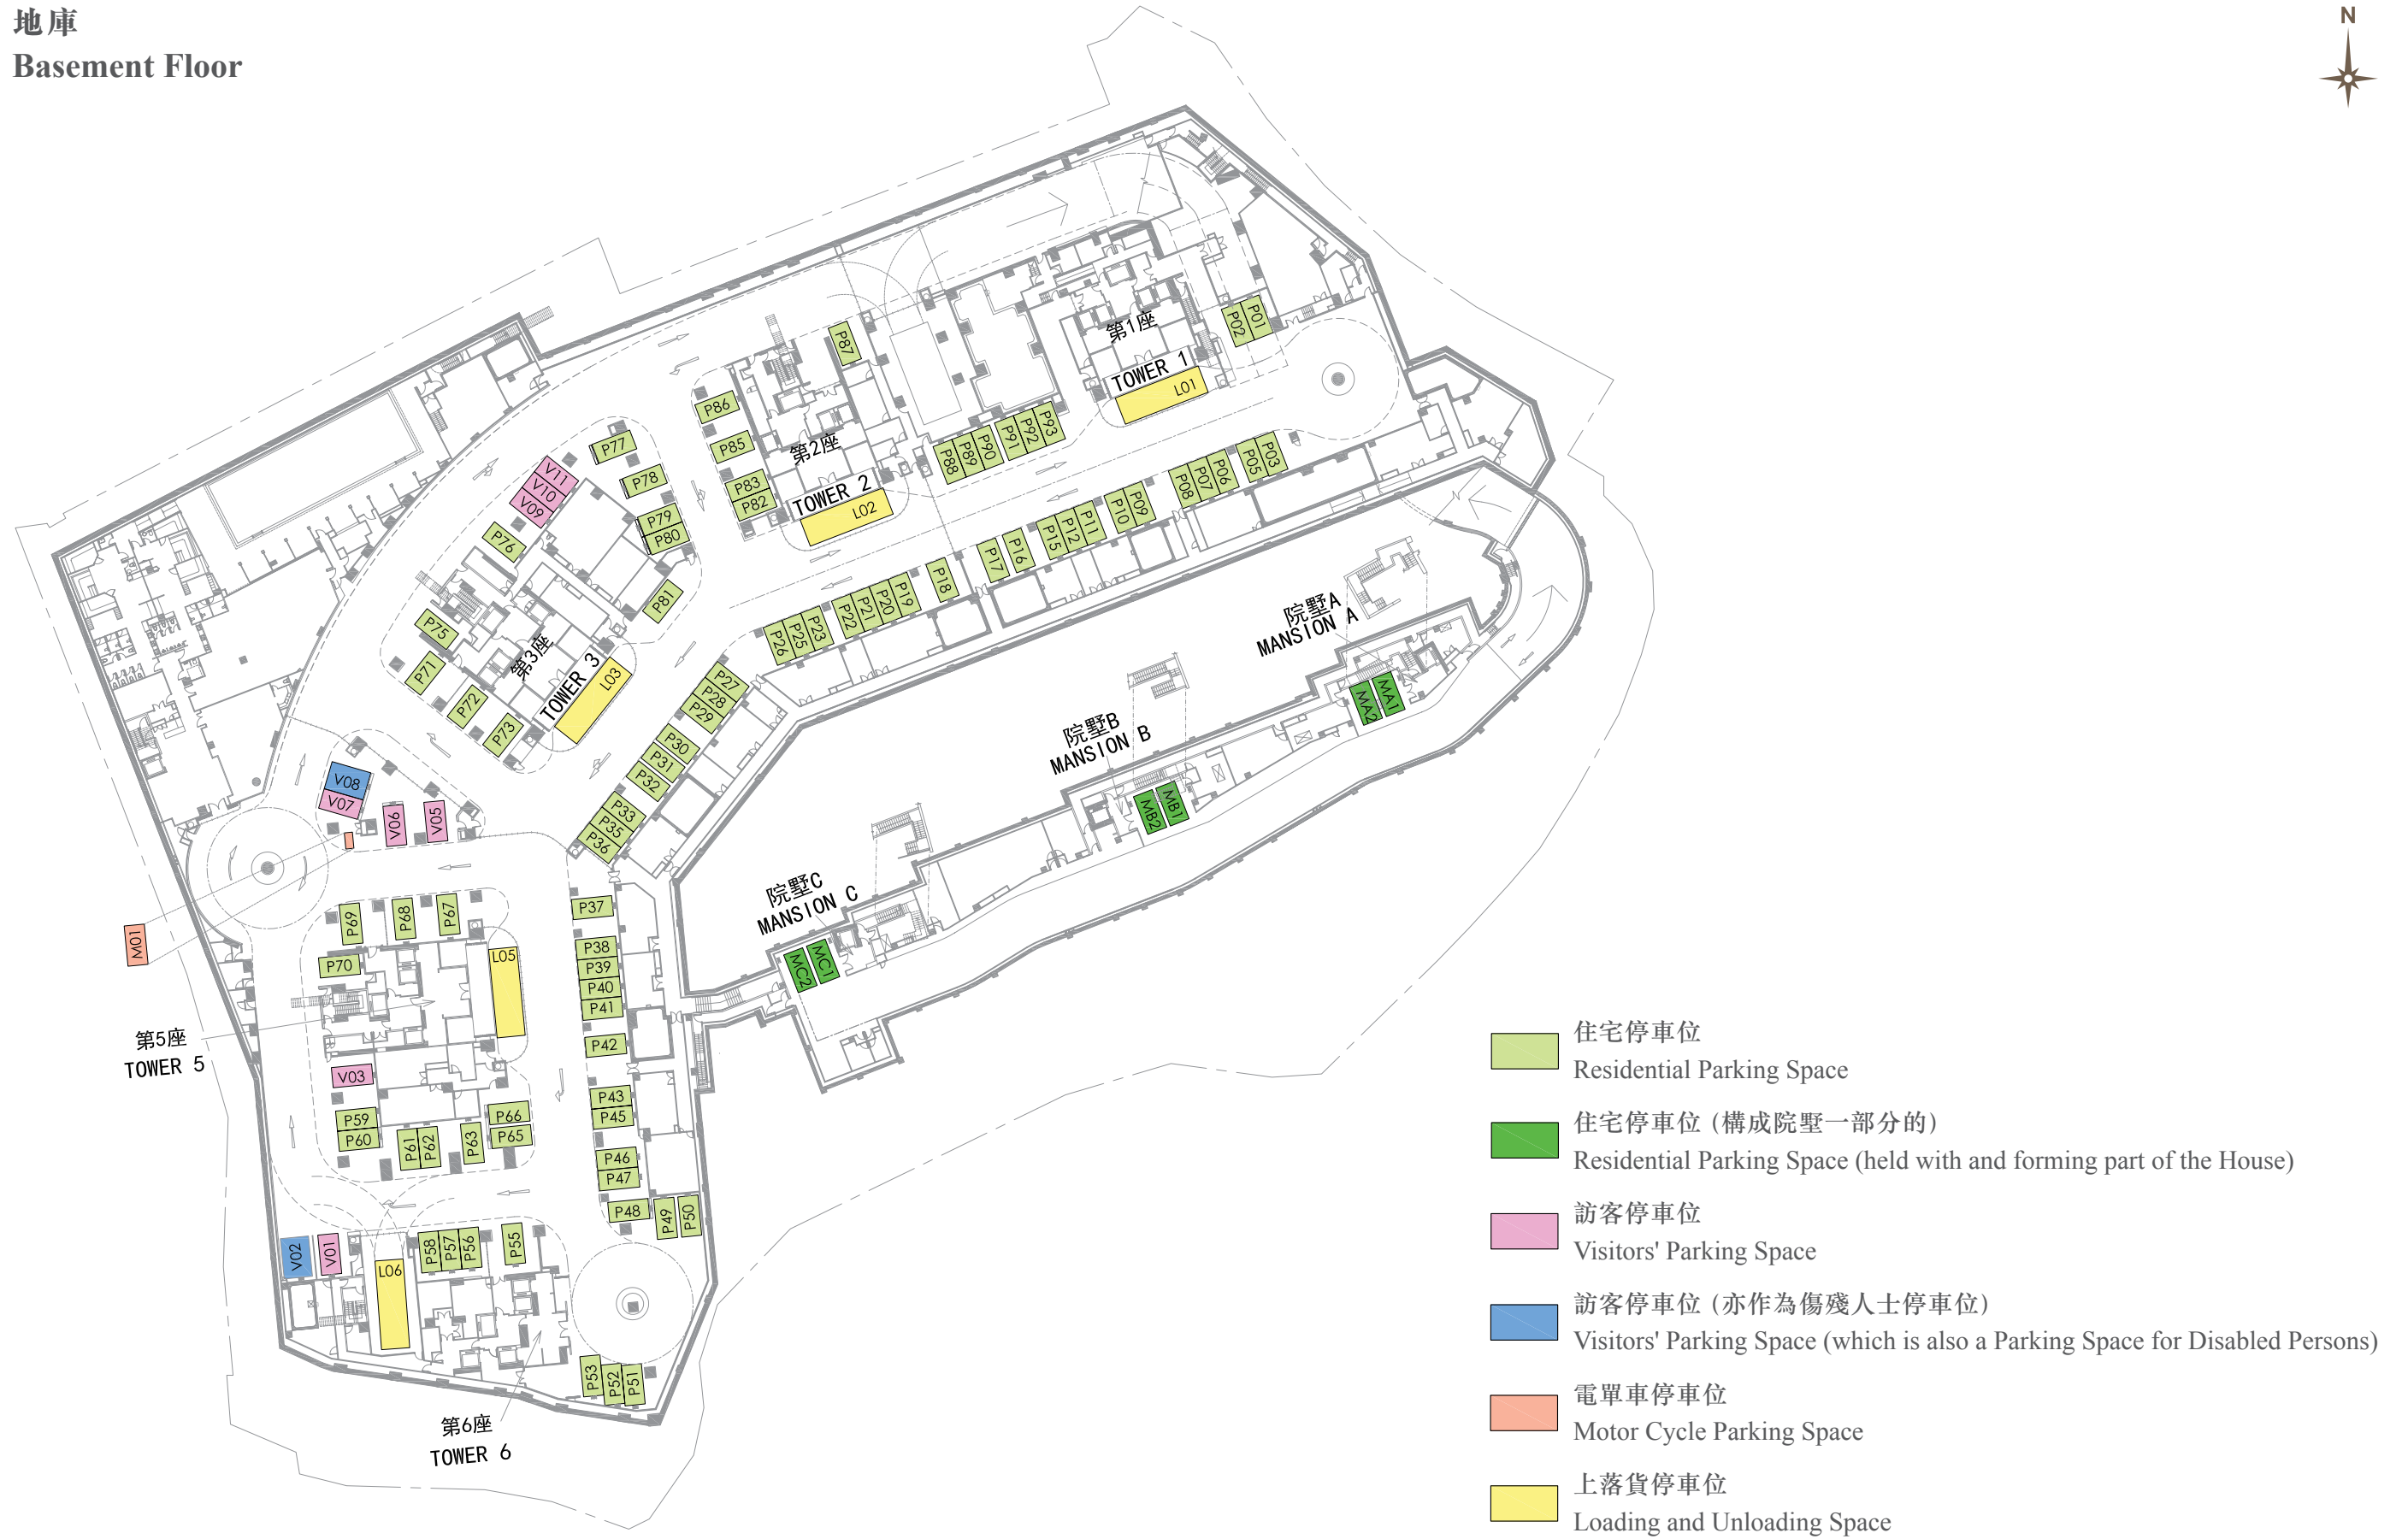 地庫
Basement Floor
N
P01
P02
第1座
TOWER 1
L01
P87
P86
P85
P83
P82
第2座
TOWER 2
L02
P88
P89
P90
P91
P92
P93
P03
P05
P06
P07
P08
P09
P10
P11
P12
P15
P16
P17
P18
P19
P20
P21
P22
P23
P25
P26
P77
P78
P79
P80
P81
V11
V10
V09
P76
P75
P71
P72
P73
第3座
TOWER 3
L03
P27
P28
P29
P30
P31
P32
P33
P35
P36
院墅A
MANSION A
MA1
MA2
院墅B
MANSION B
MB1
MB2
院墅C
MANSION C
MC1
MC2
V08
V07
V06
V05
M01
P69
P68
P67
P70
L05
第5座
TOWER 5
V03
P59
P60
P61
P62
P63
P66
P65
P37
P38
P39
P40
P41
P42
P43
P45
P46
P47
P48
P49
P50
V02
V01
L06
P58
P57
P56
P55
P53
P52
P51
第6座
TOWER 6
住宅停車位
Residential Parking Space
住宅停車位 (構成院墅一部分的)
Residential Parking Space (held with and forming part of the House)
訪客停車位
Visitors' Parking Space
訪客停車位 (亦作為傷殘人士停車位)
Visitors' Parking Space (which is also a Parking Space for Disabled Persons)
電單車停車位
Motor Cycle Parking Space
上落貨停車位
Loading and Unloading Space